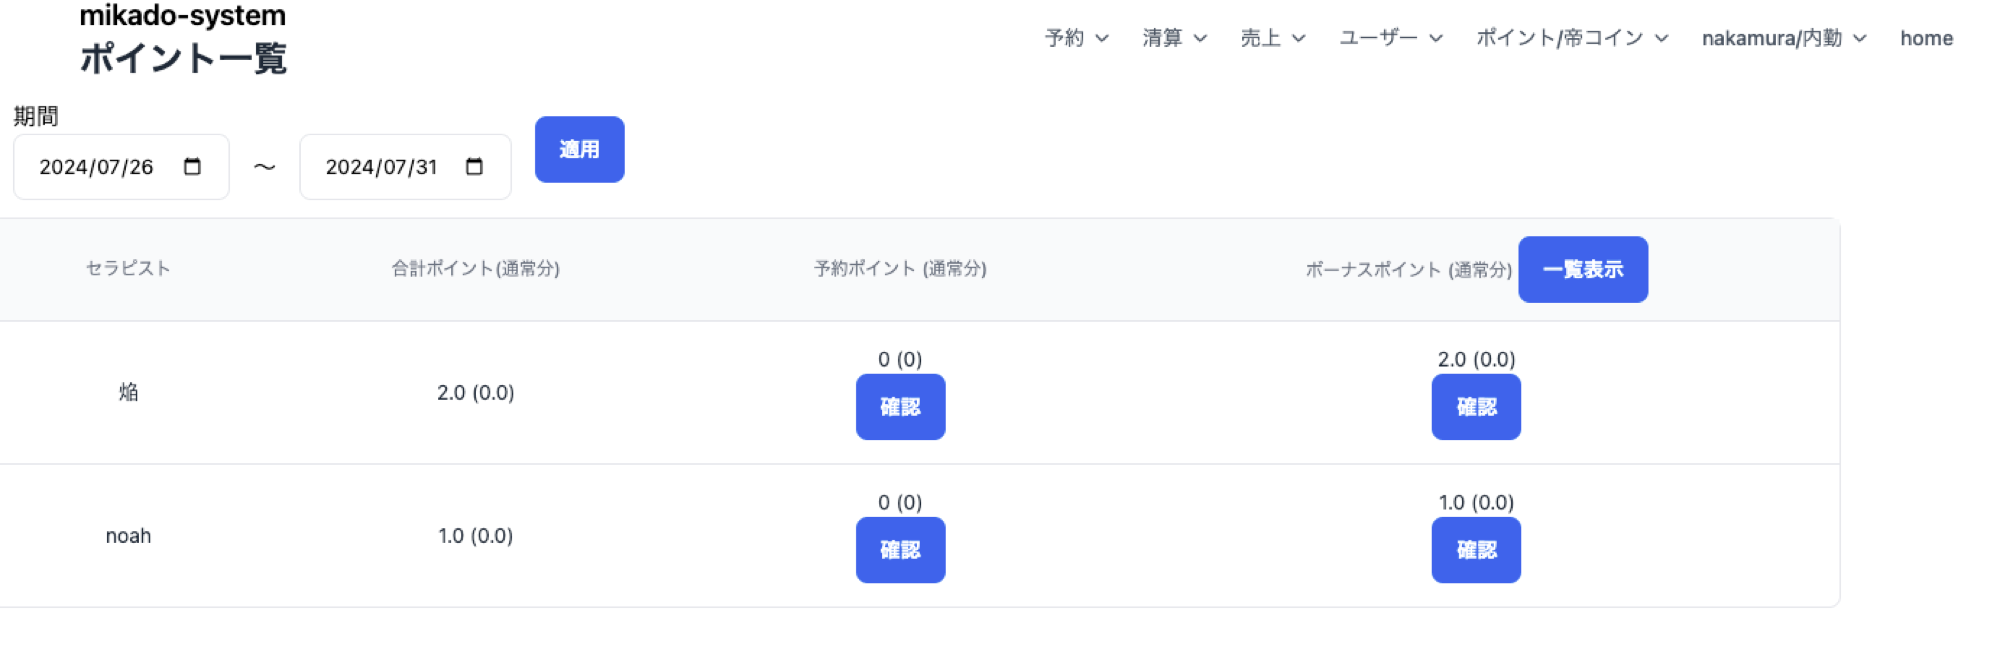 mikado-system
ポイント一覧
予約 清算 売上 ユーザー ポイント/帝コイン nakamura/内勤 home
期間
2024/07/26 〜 2024/07/31 適用
セラピスト 合計ポイント(通常分) 予約ポイント (通常分) ボーナスポイント (通常分) 一覧表示
焔 2.0 (0.0) 0 (0) 確認 2.0 (0.0) 確認
noah 1.0 (0.0) 0 (0) 確認 1.0 (0.0) 確認